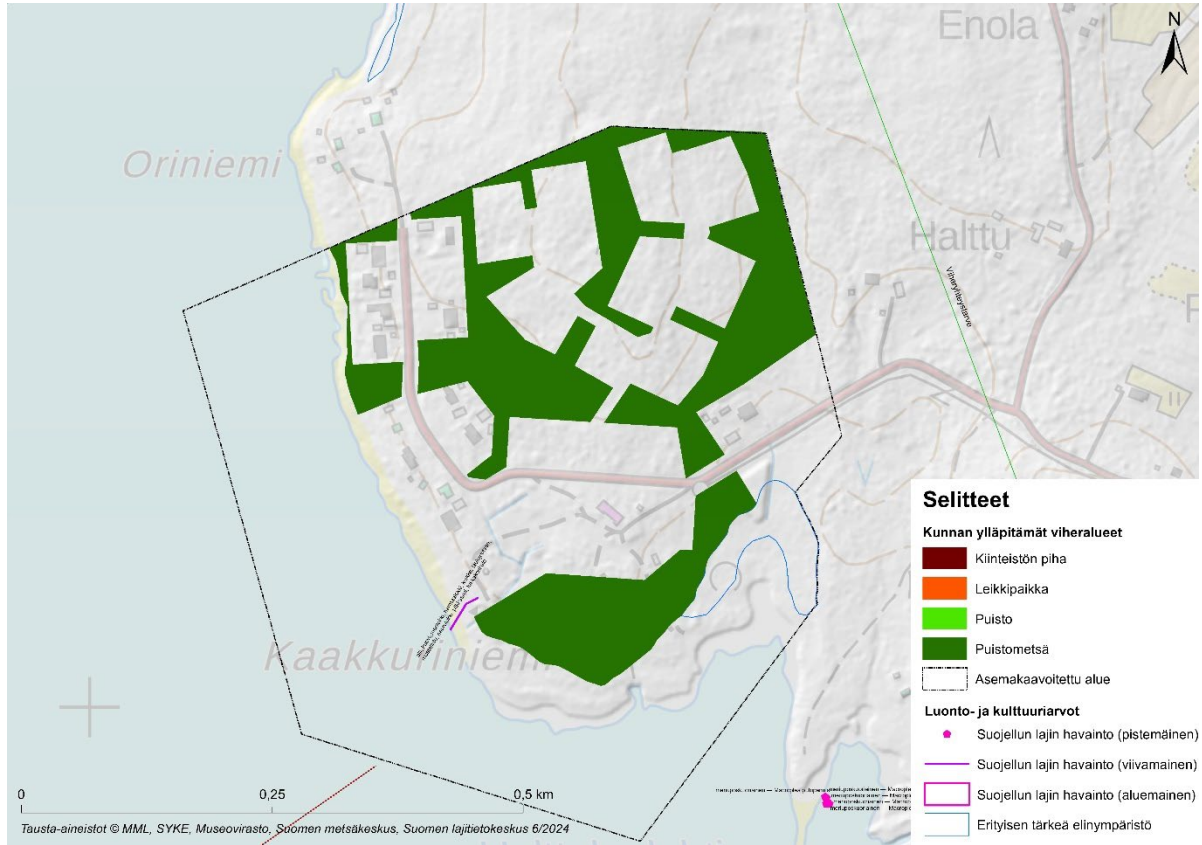 Enola
N
Oriniemi
Halttu
Viheryhteystarve
Kaakkuriniemi
0
0,25
0,5 km
Tausta-aineistot © MML, SYKE, Museovirasto, Suomen metsäkeskus, Suomen lajitietokeskus 6/2024
Selitteet
Kunnan ylläpitämät viheralueet
Kiinteistön piha
Leikkipaikka
Puisto
Puistometsä
Asemakaavoitettu alue
Luonto- ja kulttuuriarvot
Suojellun lajin havainto (pistemäinen)
Suojellun lajin havainto (viivamainen)
Suojellun lajin havainto (aluemainen)
Erityisen tärkeä elinympäristö